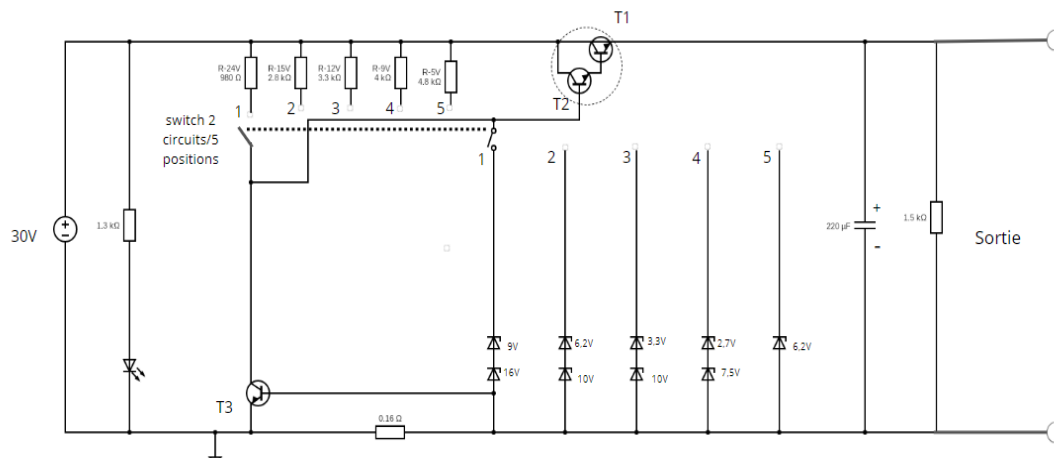 T1
R-24V
980 Ω
R-15V
2.8 kΩ
R-12V
3.3 kΩ
R-9V
4 kΩ
R-5V
4.8 kΩ
T2
1
2
3
4
5
switch 2
circuits/5
positions
1
2
3
4
5
30V
1.3 kΩ
+
220 µF
-
1.5 kΩ
Sortie
9V
6,2V
3,3V
2,7V
6,2V
16V
10V
10V
7,5V
T3
0.16 Ω